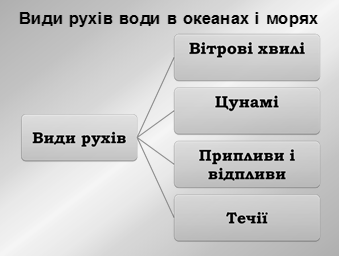 Види рухів води в океанах і морях
Вітрові хвилі
Цунамі
Види рухів
Припливи і
відпливи
Течії